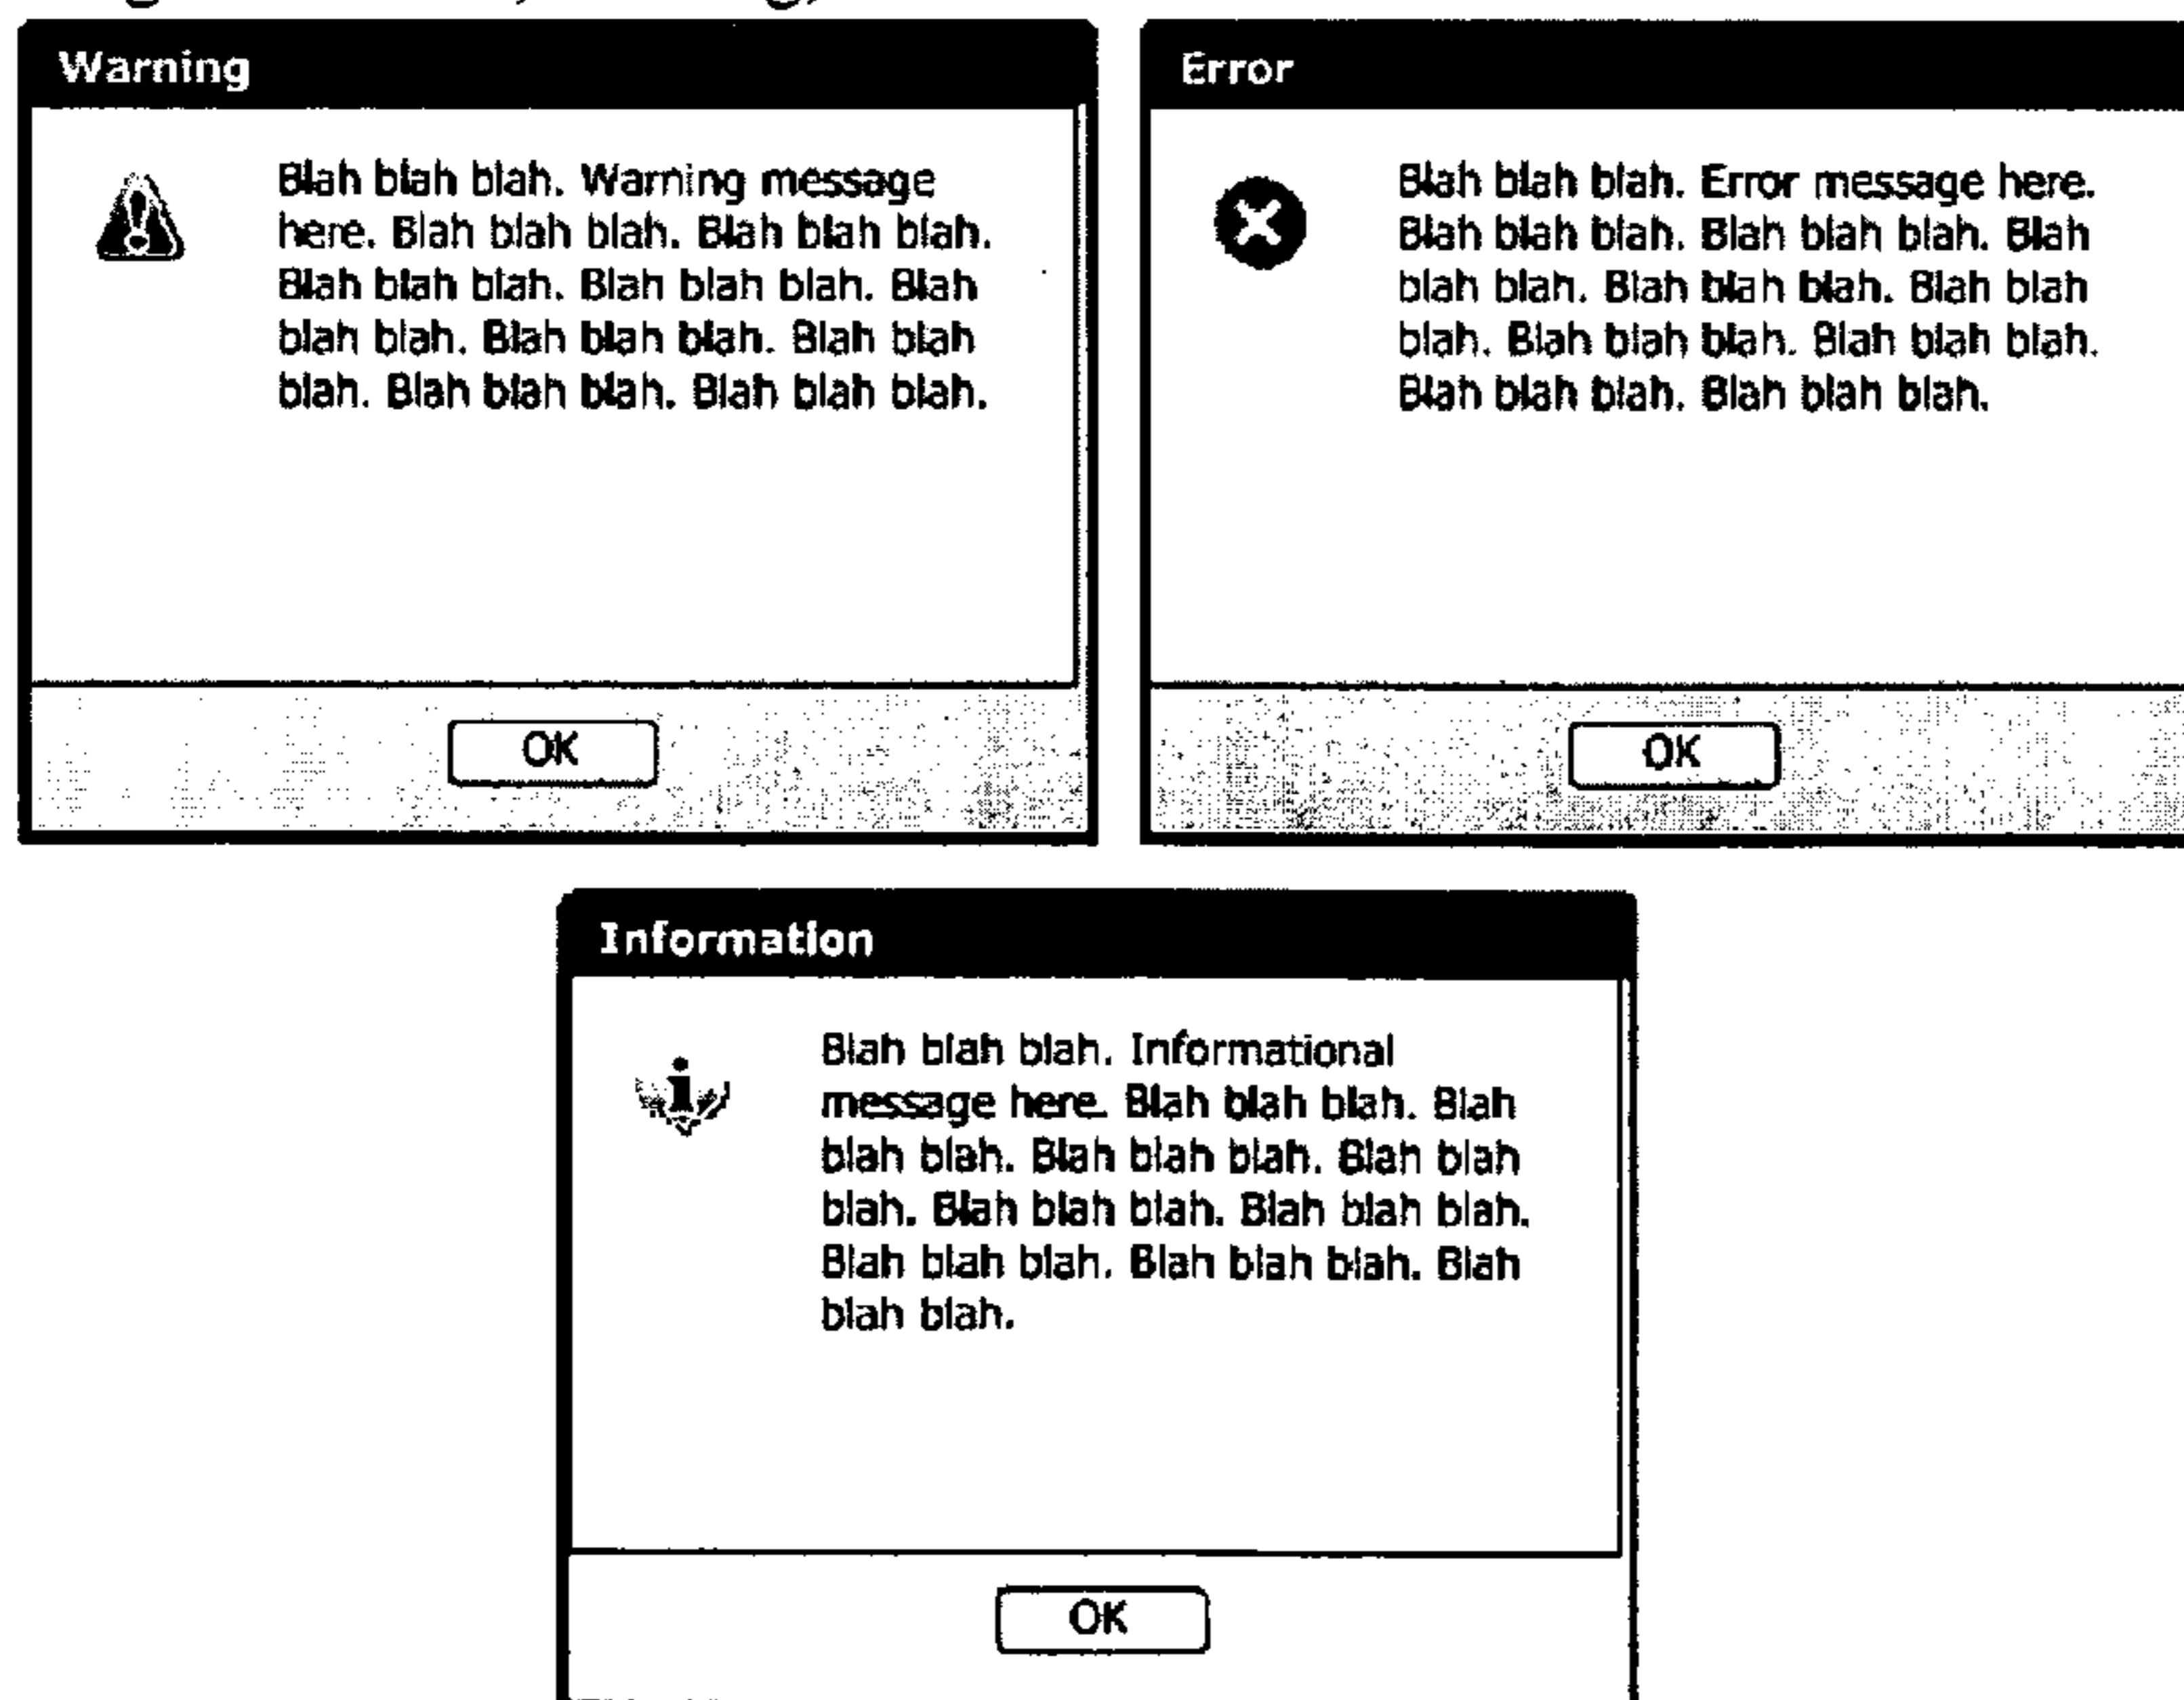 Warning
Blah blah blah. Warning message
here. Blah blah blah. Blah blah blah.
Blah blah blah. Blah blah blah. Blah
blah blah. Blah blah blah. Blah blah
blah. Blah blah blah. Blah blah blah.
OK
Error
Blah blah blah. Error message here.
Blah blah blah. Blah blah blah. Blah
blah blah. Blah blah blah. Blah blah
blah. Blah blah blah. Blah blah blah.
Blah blah blah. Blah blah blah.
OK
Information
Blah blah blah. Informational
message here. Blah blah blah. Blah
blah blah. Blah blah blah. Blah blah
blah. Blah blah blah. Blah blah blah.
Blah blah blah. Blah blah blah. Blah
blah blah.
OK